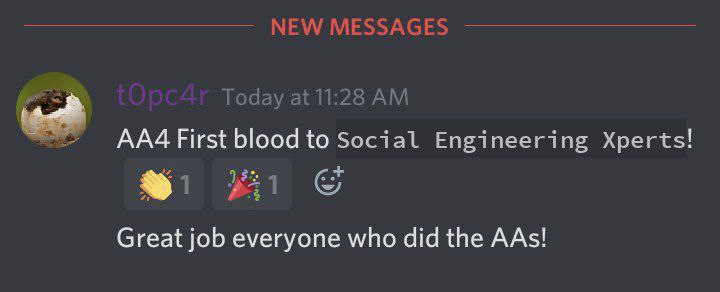 NEW MESSAGES
t0pc4r Today at 11:28 AM
AA4 First blood to Social Engineering Xperts!
👏 1 🎉 1
Great job everyone who did the AAs!